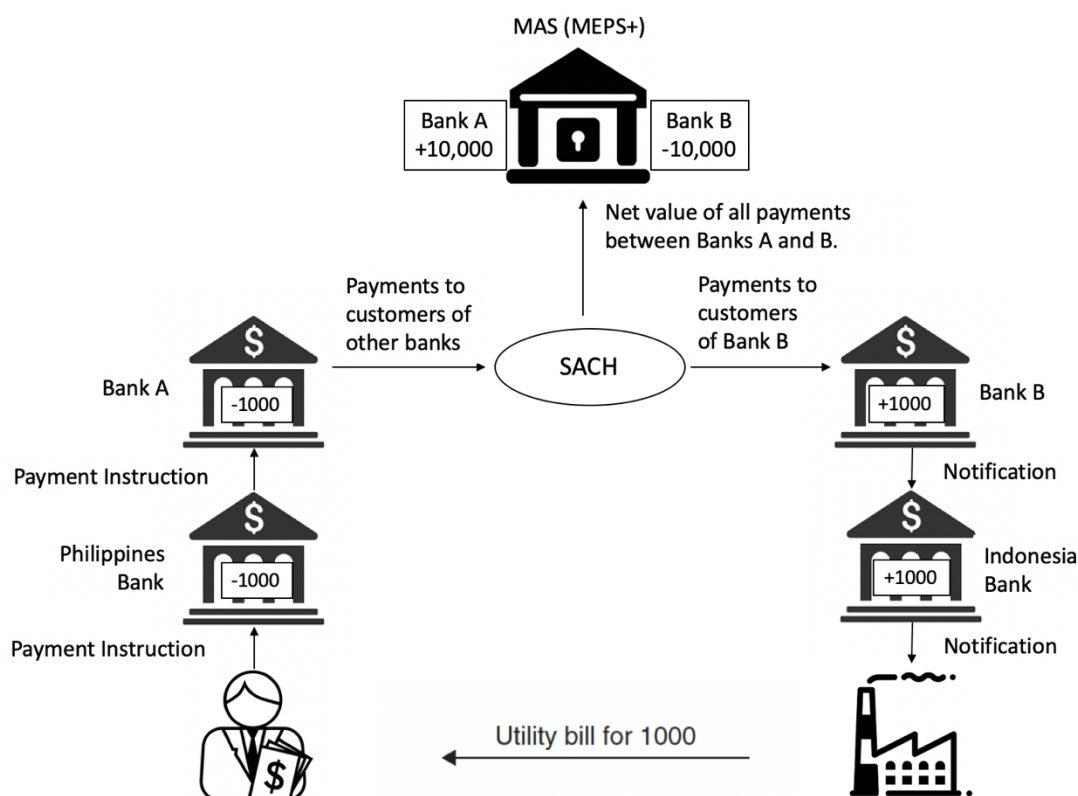 MAS (MEPS+)
Bank A
+10,000
Bank B
-10,000
Net value of all payments
between Banks A and B.
Payments to
customers of
other banks
Payments to
customers
of Bank B
$
Bank A
-1000
SACH
$
Bank B
+1000
Payment Instruction
Notification
$
Philippines
Bank
-1000
$
Indonesia
Bank
+1000
Payment Instruction
Notification
Utility bill for 1000
$